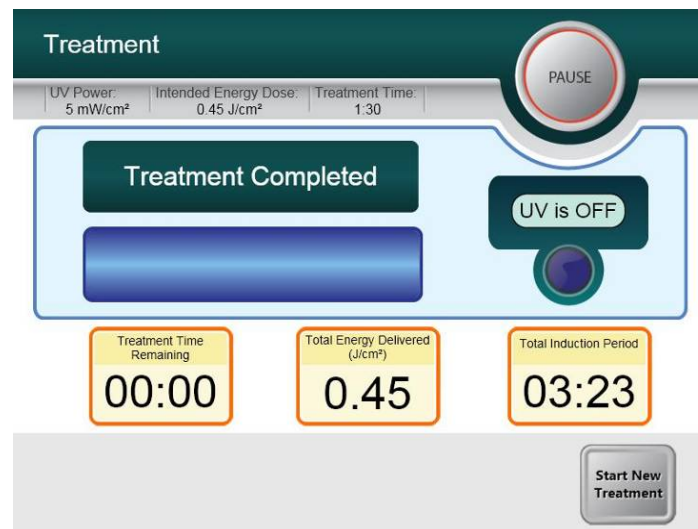 Treatment
PAUSE
UV Power: Intended Energy Dose: Treatment Time:
5 mW/cm² 0.45 J/cm² 1:30
Treatment Completed
UV is OFF
Treatment Time
Remaining
00:00
Total Energy Delivered
(J/cm²)
0.45
Total Induction Period
03:23
Start New
Treatment